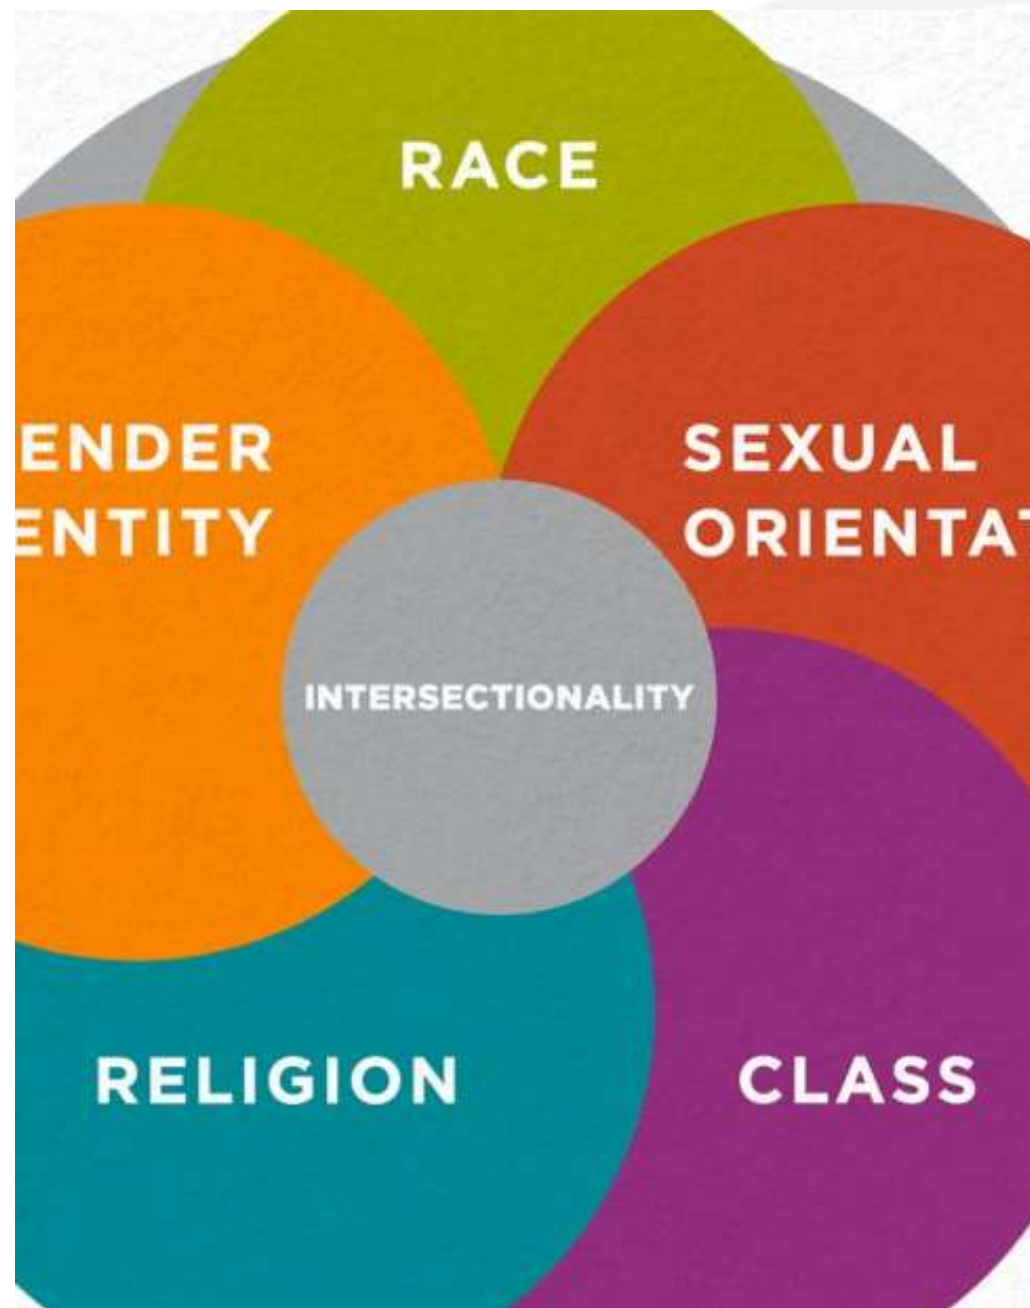 RACE
ENDER
ENTITY
SEXUAL
ORIENTAT
INTERSECTIONALITY
RELIGION
CLASS